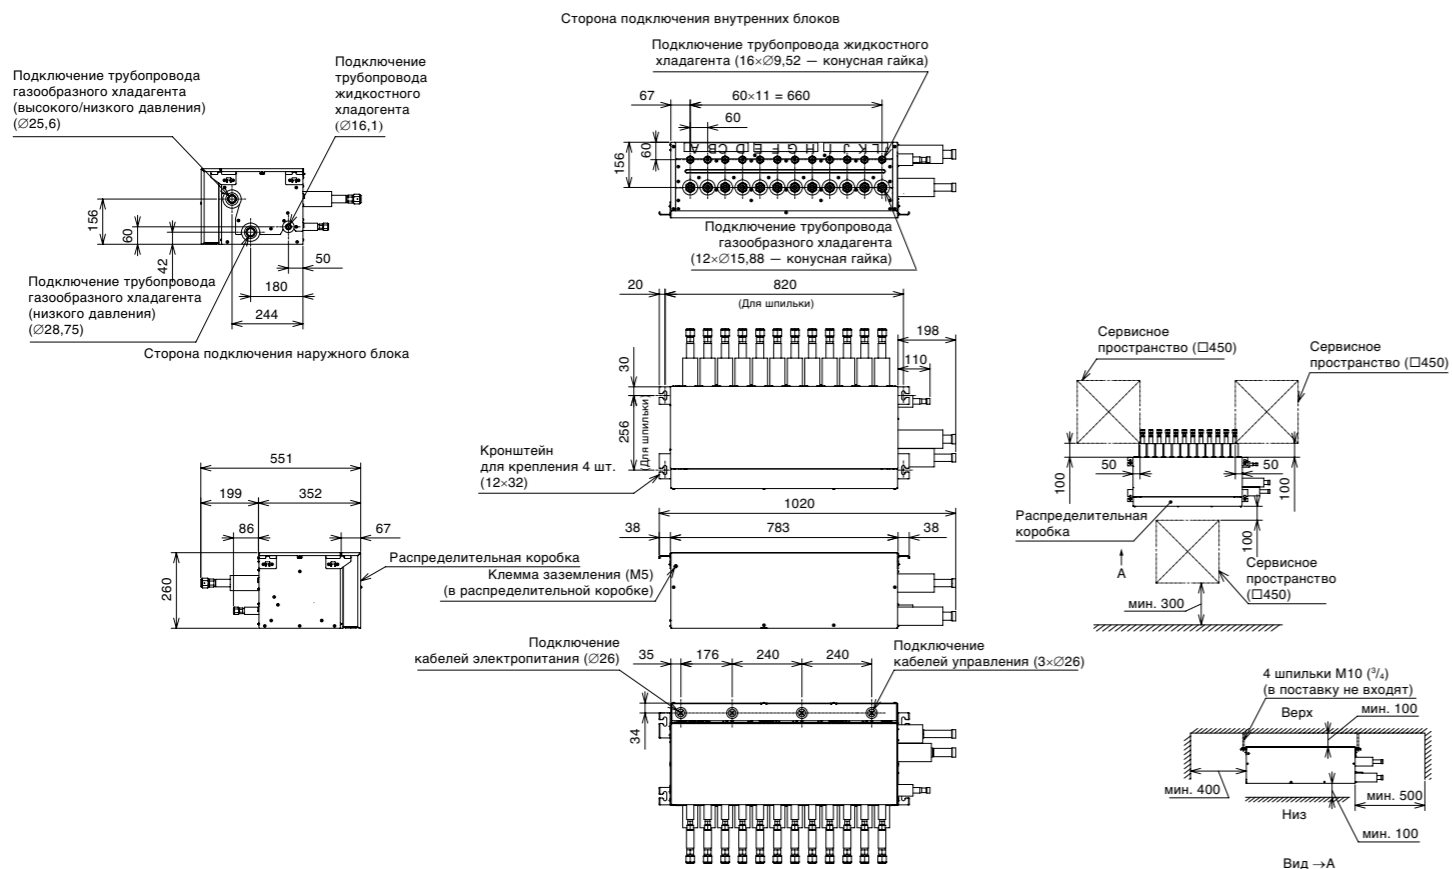 Сторона подключения внутренних блоков
Подключение трубопровода
газообразного хладагента
(высокого/низкого давления)
(∅25,6)
Подключение
трубопровода
жидкостного
хладогента
(∅16,1)
156
60
42
50
180
244
Подключение трубопровода
газообразного хладагента
(низкого давления)
(∅28,75)
Сторона подключения наружного блока
Подключение трубопровода жидкостного
хладагента (16×∅9,52 — конусная гайка)
67
60×11 = 660
60
60
156
Подключение трубопровода
газообразного хладагента
(12×∅15,88 — конусная гайка)
20
820
(Для шпильки)
198
110
30
256
(Для шпильки)
Кронштейн
для крепления 4 шт.
(12×32)
551
199
352
86
67
260
Распределительная коробка
1020
38
783
38
Клемма заземления (M5)
(в распределительной коробке)
Подключение
кабелей электропитания (∅26)
35
176
240
240
34
Подключение
кабелей управления (3×∅26)
Сервисное
пространство (□450)
Сервисное
пространство (□450)
50
50
100
100
Распределительная
коробка
A
100
Сервисное
пространство
(□450)
мин. 300
4 шпильки M10 (³/₄)
(в поставку не входят)
Верх
мин. 100
мин. 400
мин. 500
Низ
мин. 100
Вид →A